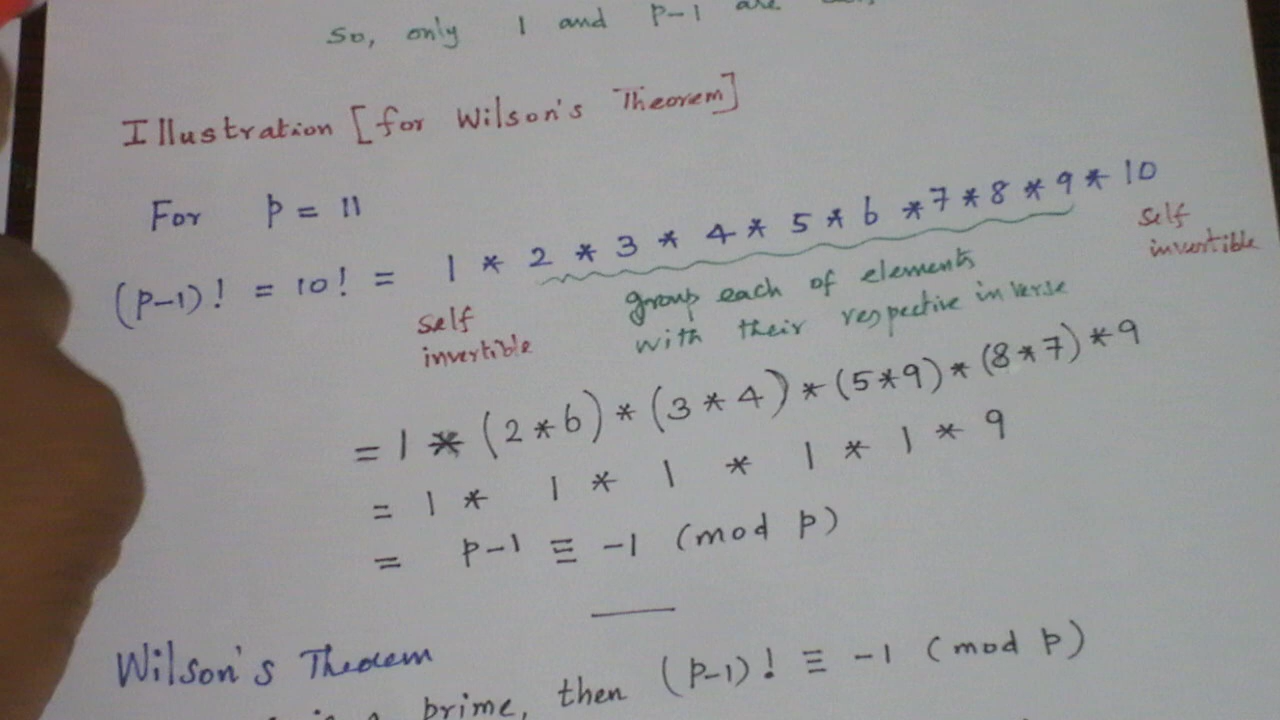 So, only 1 and p-1 are
Illustration [for Wilson's Theorem]
For p = 11
(p-1)! = 10! = 1 * 2 * 3 * 4 * 5 * 6 * 7 * 8 * 9 * 10
self invertible
group each of elements
with their respective inverse
self
invertible
= 1 * (2*6) * (3*4) * (5*9) * (8*7) * 9
= 1 * 1 * 1 * 1 * 1 * 9
= p-1 ≡ -1 (mod p)
Wilson's Theorem
is a prime, then (p-1)! ≡ -1 (mod p)